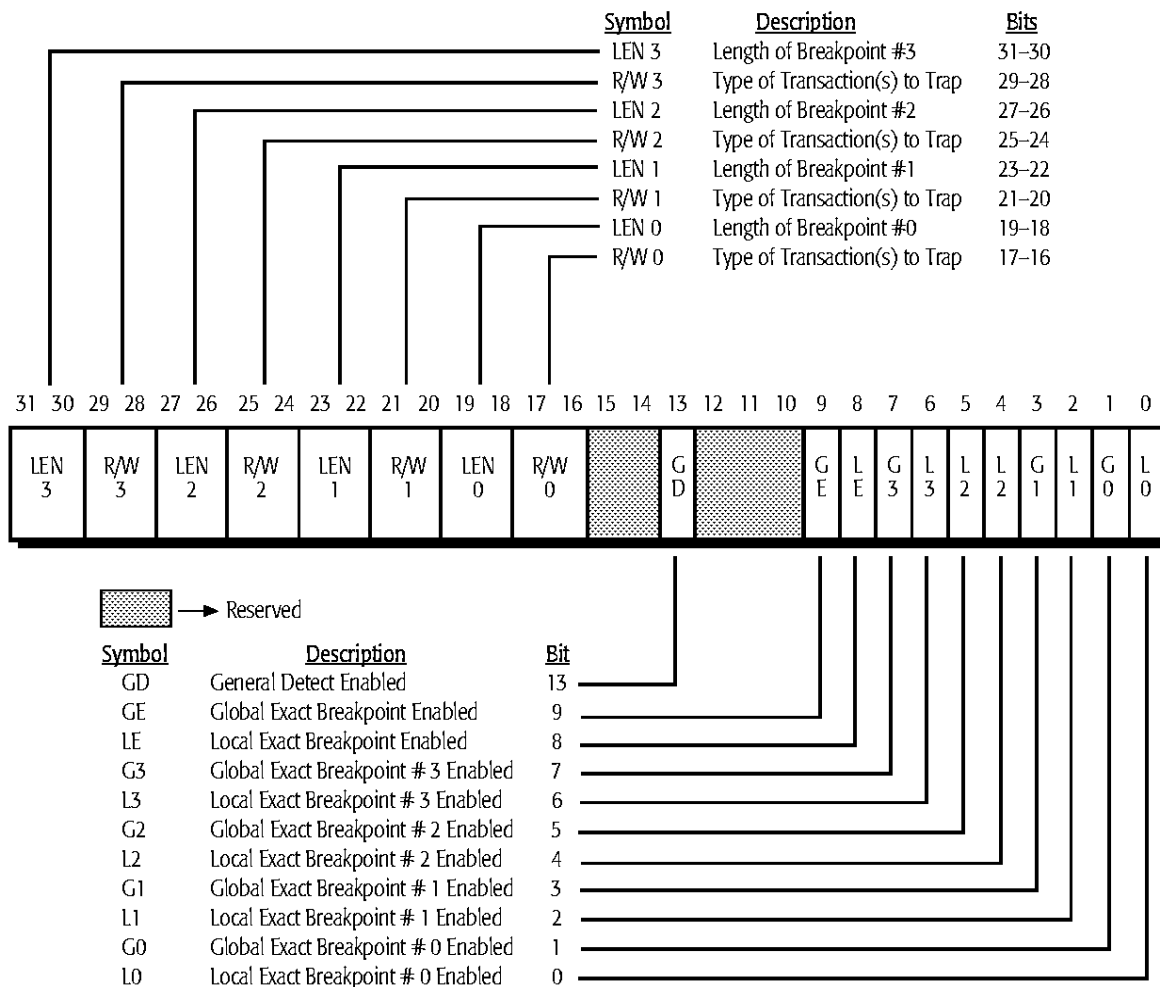 Symbol Description Bits
LEN 3 Length of Breakpoint #3 31–30
R/W 3 Type of Transaction(s) to Trap 29–28
LEN 2 Length of Breakpoint #2 27–26
R/W 2 Type of Transaction(s) to Trap 25–24
LEN 1 Length of Breakpoint #1 23–22
R/W 1 Type of Transaction(s) to Trap 21–20
LEN 0 Length of Breakpoint #0 19–18
R/W 0 Type of Transaction(s) to Trap 17–16
31 30 29 28 27 26 25 24 23 22 21 20 19 18 17 16 15 14 13 12 11 10 9 8 7 6 5 4 3 2 1 0
LEN R/W LEN R/W LEN R/W LEN R/W G G L G L L L G L G L
3 3 2 2 1 1 0 0 D E E 3 3 2 2 1 1 0 0
Reserved
Symbol Description Bit
GD General Detect Enabled 13
GE Global Exact Breakpoint Enabled 9
LE Local Exact Breakpoint Enabled 8
G3 Global Exact Breakpoint # 3 Enabled 7
L3 Local Exact Breakpoint # 3 Enabled 6
G2 Global Exact Breakpoint # 2 Enabled 5
L2 Local Exact Breakpoint # 2 Enabled 4
G1 Global Exact Breakpoint # 1 Enabled 3
L1 Local Exact Breakpoint # 1 Enabled 2
G0 Global Exact Breakpoint # 0 Enabled 1
L0 Local Exact Breakpoint # 0 Enabled 0